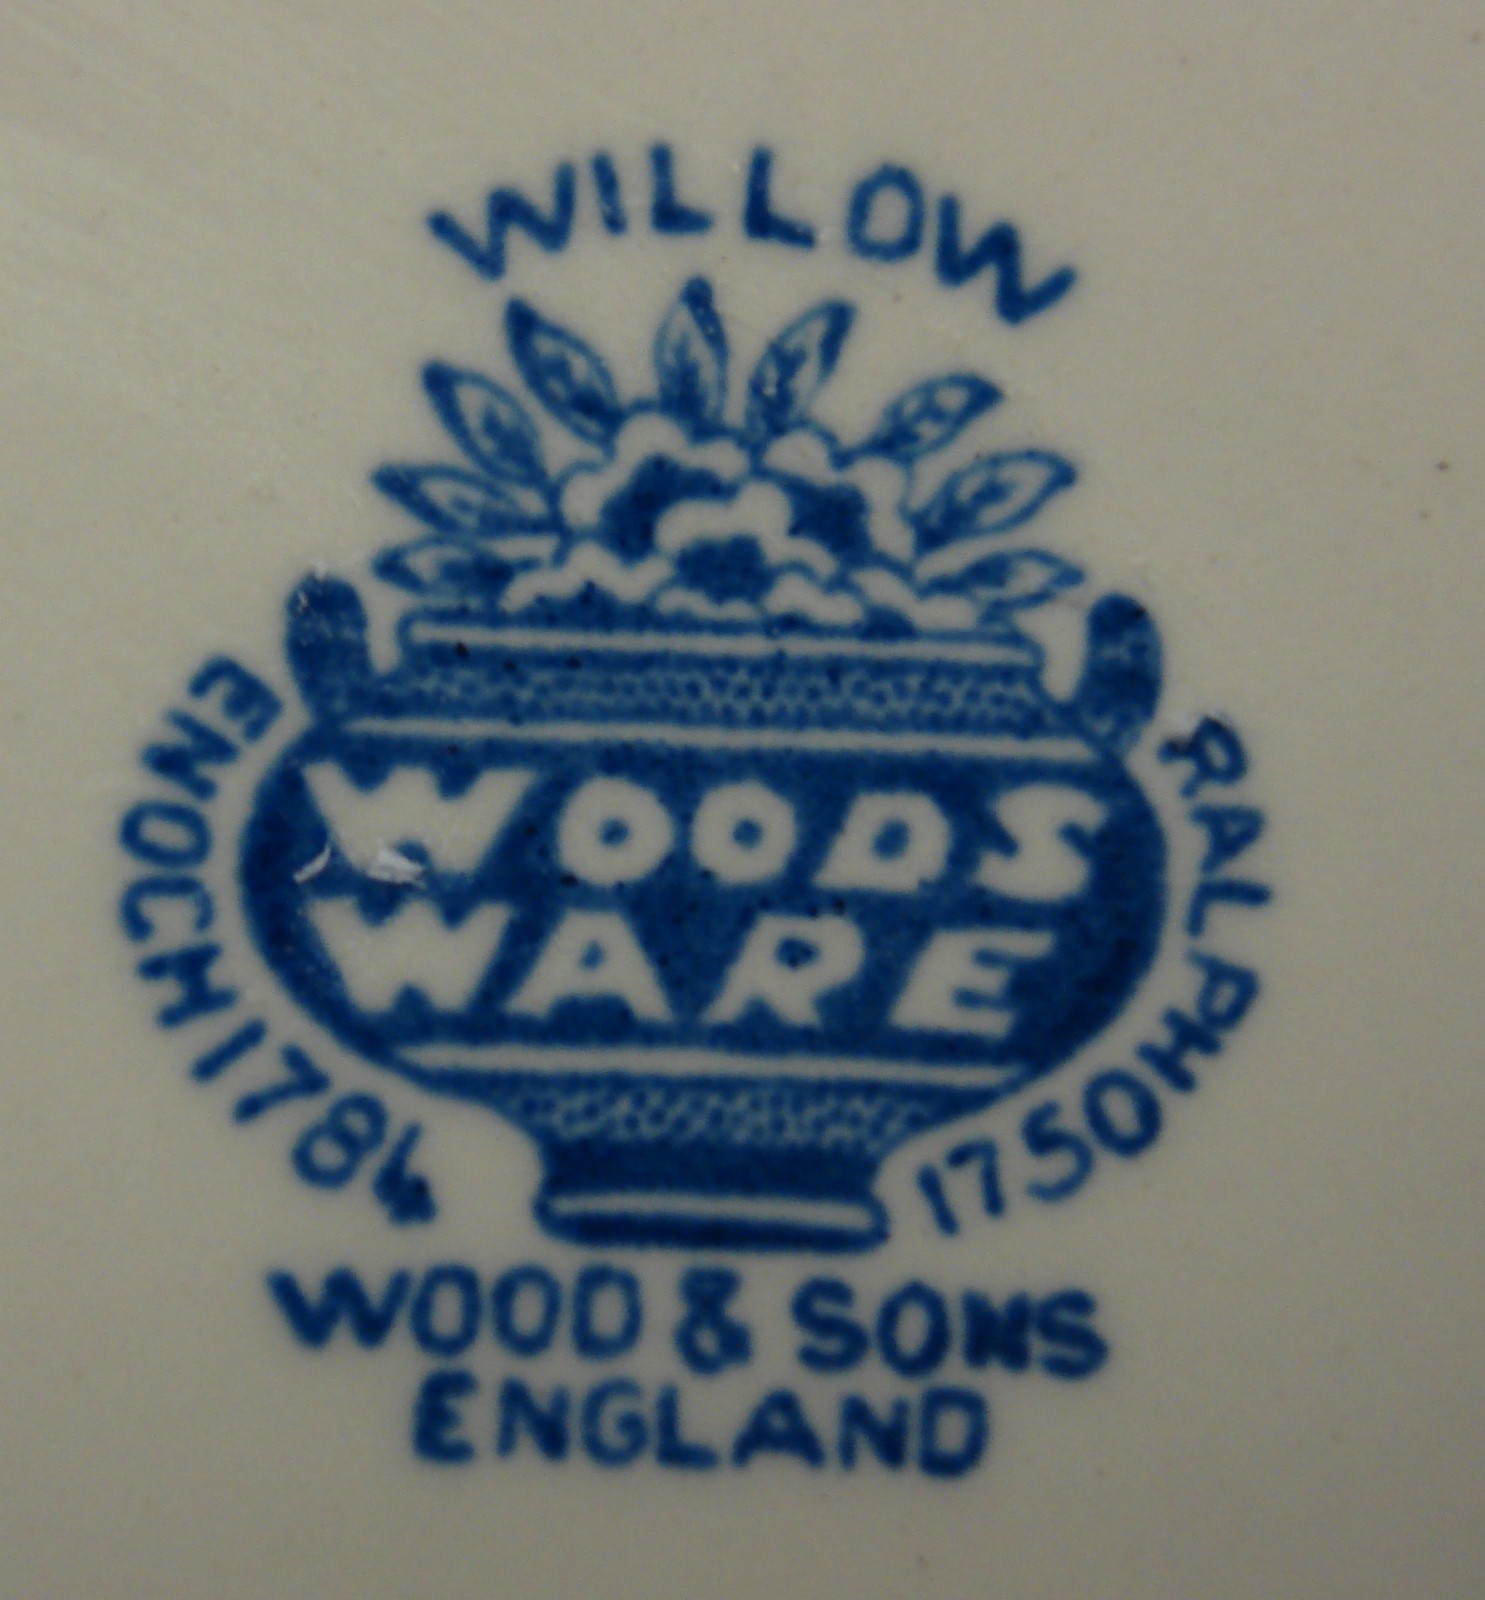 WILLOW
ENOCH 1784
RALPH 1750
WOODS
WARE
WOOD & SONS
ENGLAND